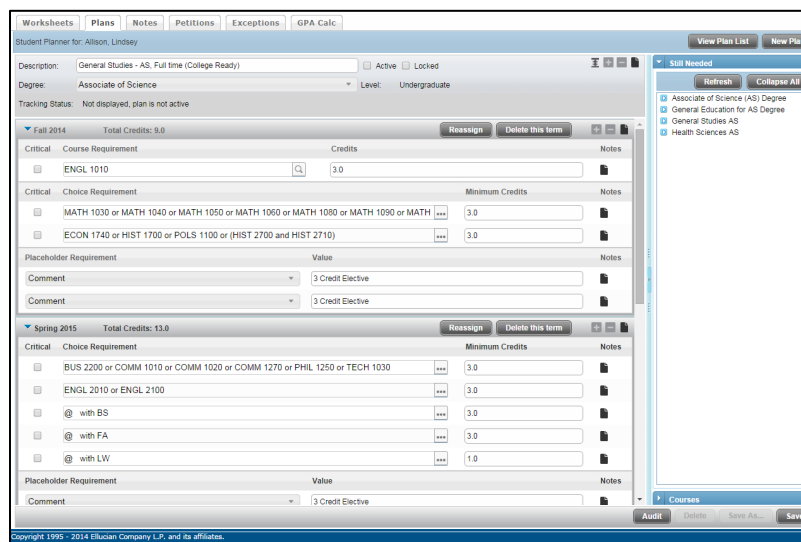 Worksheets Plans Notes Petitions Exceptions GPA Calc
Student Planner for: Allison, Lindsey View Plan List New Pla
Description: General Studies - AS, Full time (College Ready) Active Locked
Degree: Associate of Science Level: Undergraduate
Tracking Status: Not displayed, plan is not active
Fall 2014 Total Credits: 9.0 Reassign Delete this term
Critical Course Requirement Credits Notes
ENGL 1010 3.0
Critical Choice Requirement Minimum Credits Notes
MATH 1030 or MATH 1040 or MATH 1050 or MATH 1060 or MATH 1080 or MATH 1090 or MATH ... 3.0
ECON 1740 or HIST 1700 or POLS 1100 or (HIST 2700 and HIST 2710) ... 3.0
Placeholder Requirement Value Notes
Comment 3 Credit Elective
Comment 3 Credit Elective
Spring 2015 Total Credits: 13.0 Reassign Delete this term
Critical Choice Requirement Minimum Credits Notes
BUS 2200 or COMM 1010 or COMM 1020 or COMM 1270 or PHIL 1250 or TECH 1030 ... 3.0
ENGL 2010 or ENGL 2100 ... 3.0
@ with BS ... 3.0
@ with FA ... 3.0
@ with LW ... 1.0
Placeholder Requirement Value Notes
Comment 3 Credit Elective
Still Needed
Refresh Collapse All
Associate of Science (AS) Degree
General Education for AS Degree
General Studies AS
Health Sciences AS
Courses
Audit Delete Save As... Save
Copyright 1995 - 2014 Ellucian Company L.P. and its affiliates.